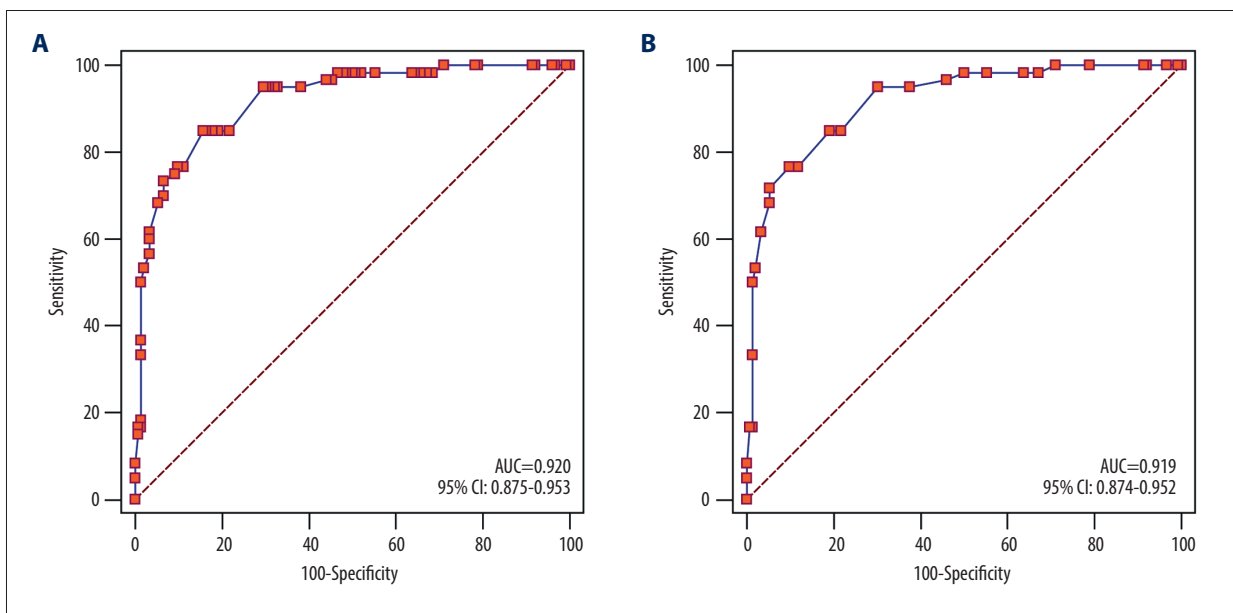 A
100
80
60
40
20
0
Sensitivity
AUC=0.920
95% CI: 0.875-0.953
0 20 40 60 80 100
100-Specificity
B
100
80
60
40
20
0
Sensitivity
AUC=0.919
95% CI: 0.874-0.952
0 20 40 60 80 100
100-Specificity